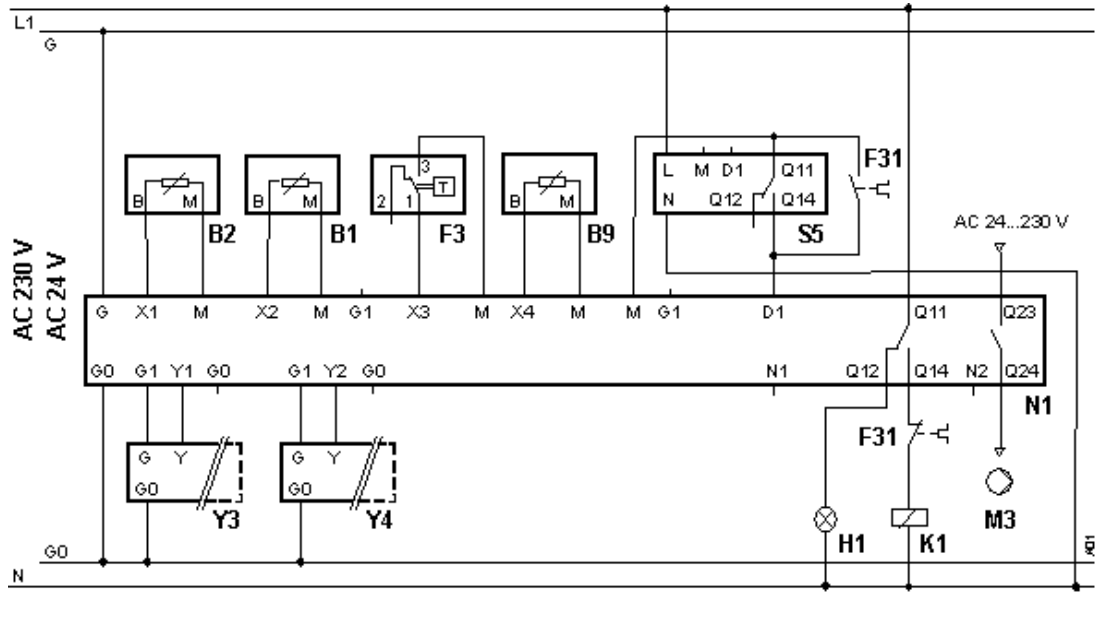 L1
G
3
L M D1 Q11
F31
B M
B M
2 1
T
B M
N Q12 Q14
B2 B1 F3 B9 S5
AC 24...230 V
AC 230 V
AC 24 V
G X1 M X2 M G1 X3 M X4 M M G1 D1 Q11 Q23
G0 G1 Y1 G0 G1 Y2 G0 N1 Q12 Q14 N2 Q24
N1
F31
G Y
G Y
G0
G0
Y3 Y4 M3
H1 K1
G0
N
A01